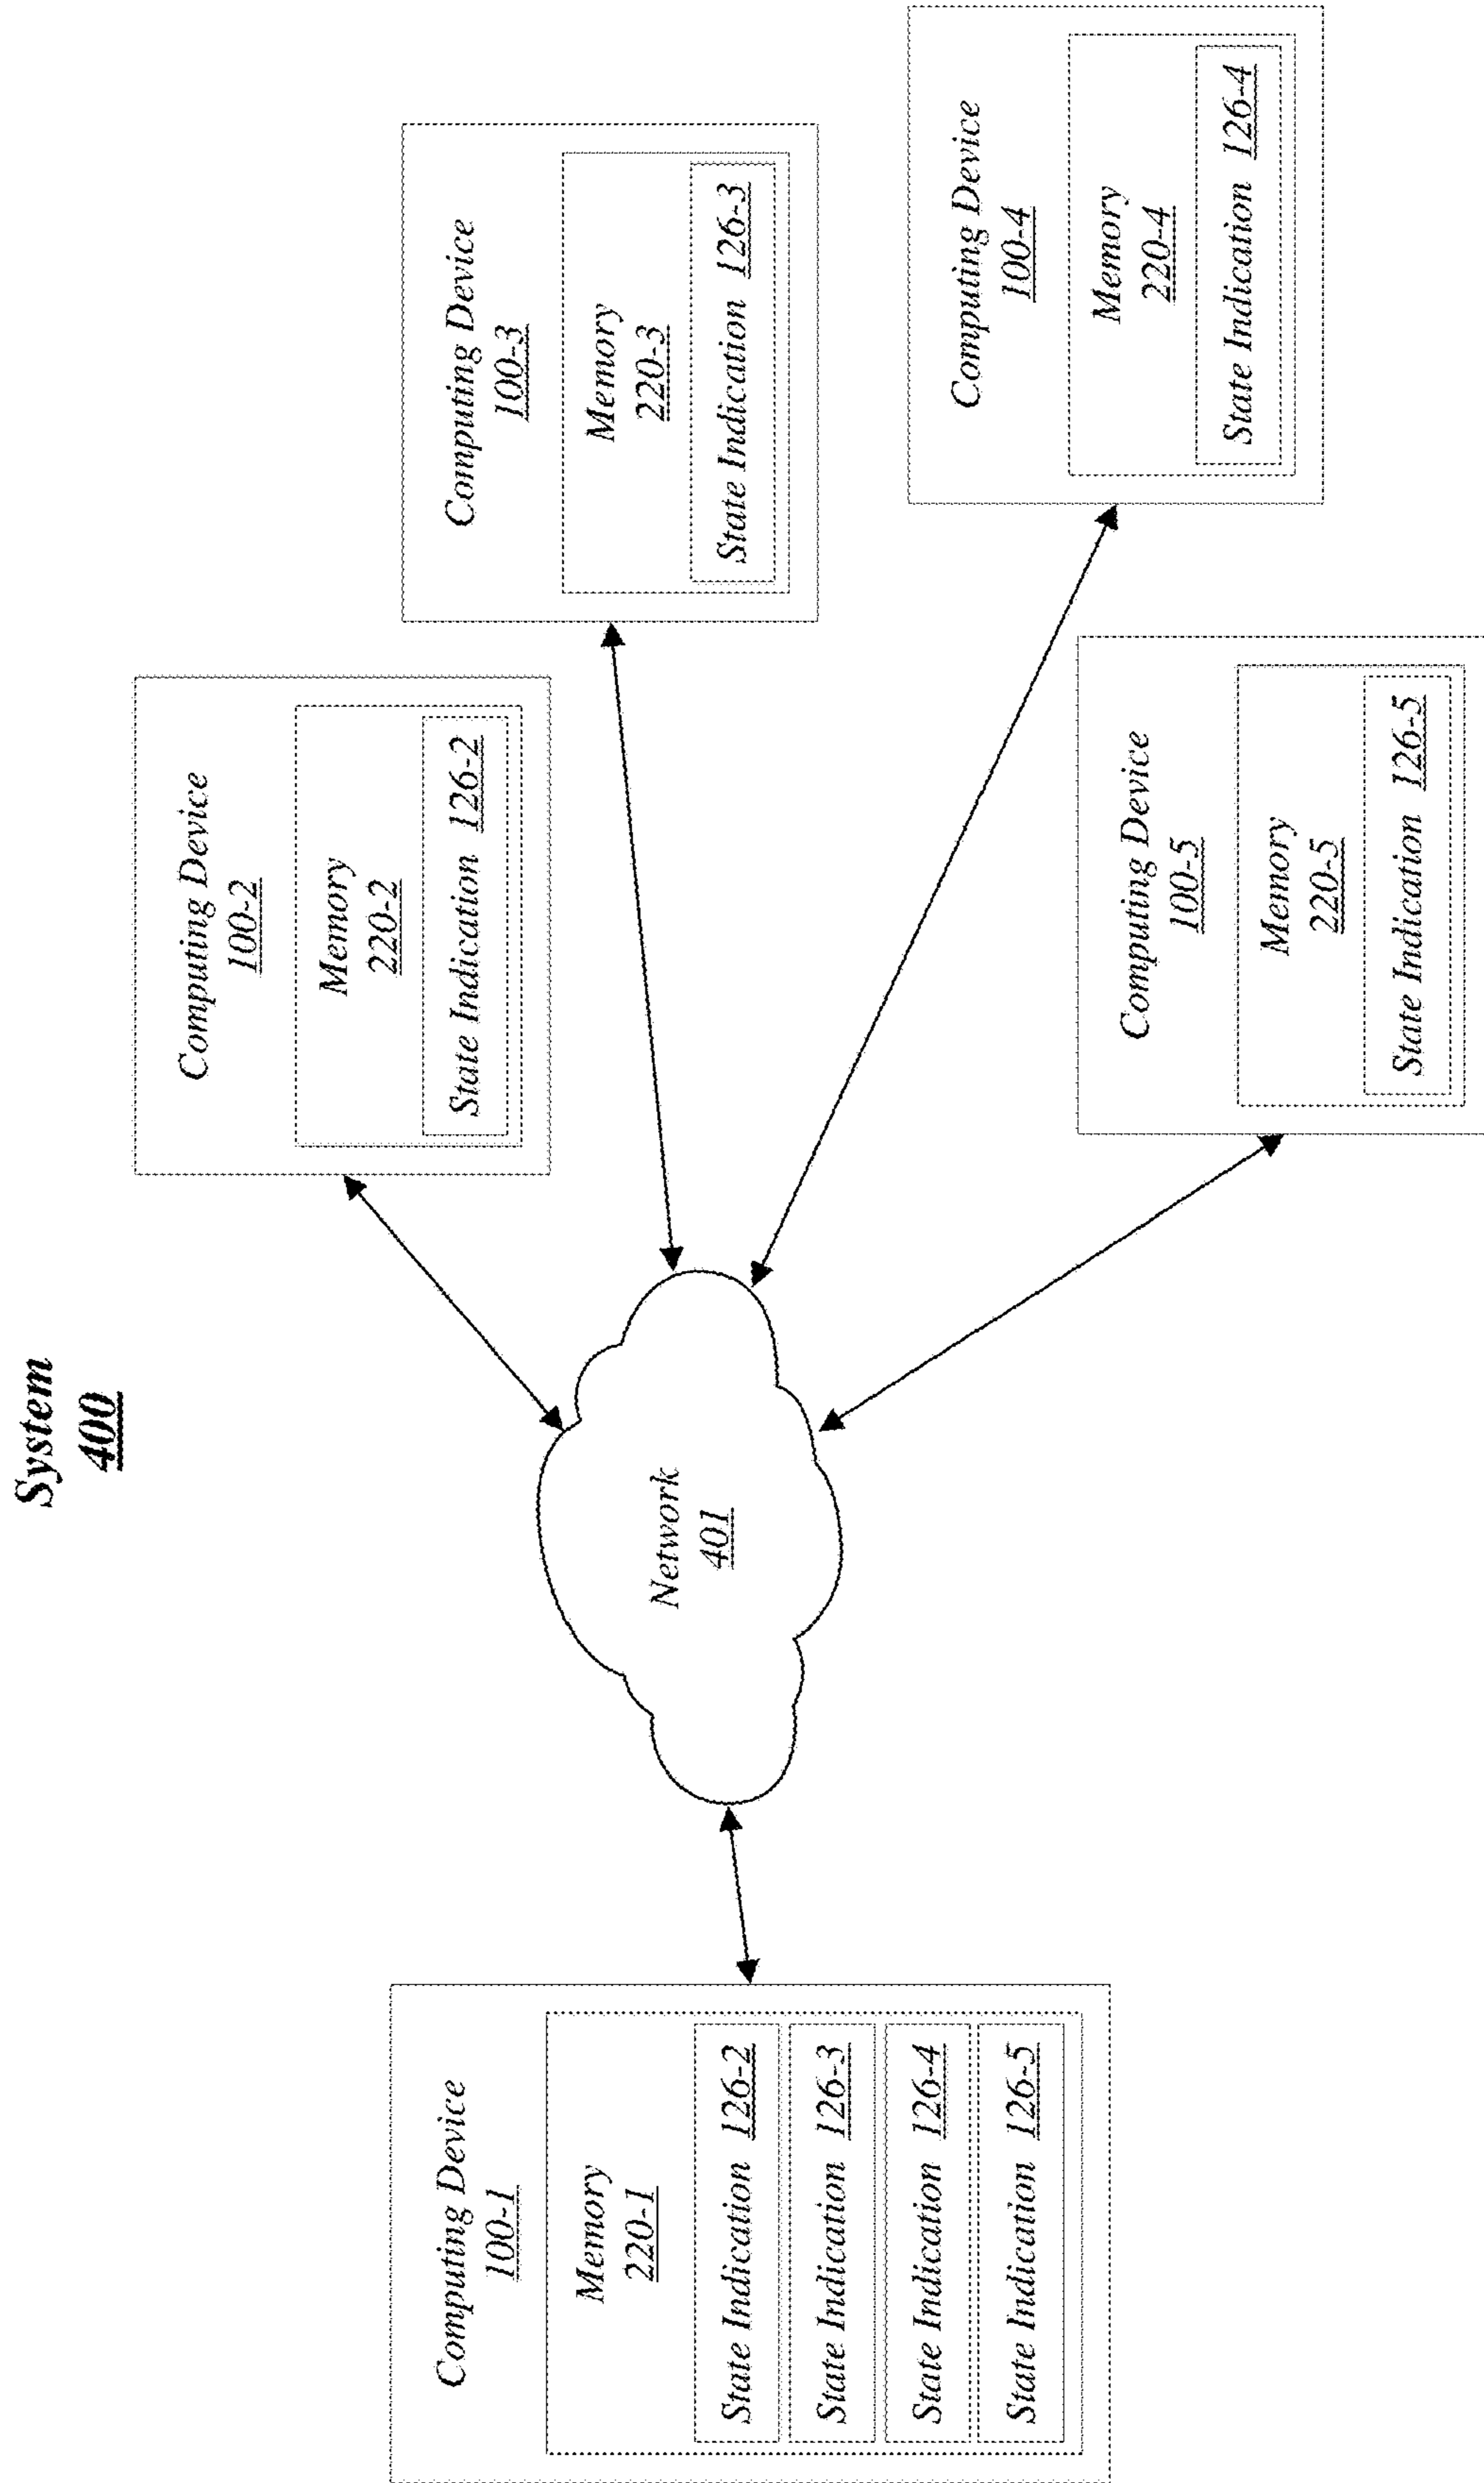 System
400
Computing Device
100-1
Memory
220-1
State Indication 126-2
State Indication 126-3
State Indication 126-4
State Indication 126-5
Network
401
Computing Device
100-2
Memory
220-2
State Indication 126-2
Computing Device
100-3
Memory
220-3
State Indication 126-3
Computing Device
100-4
Memory
220-4
State Indication 126-4
Computing Device
100-5
Memory
220-5
State Indication 126-5